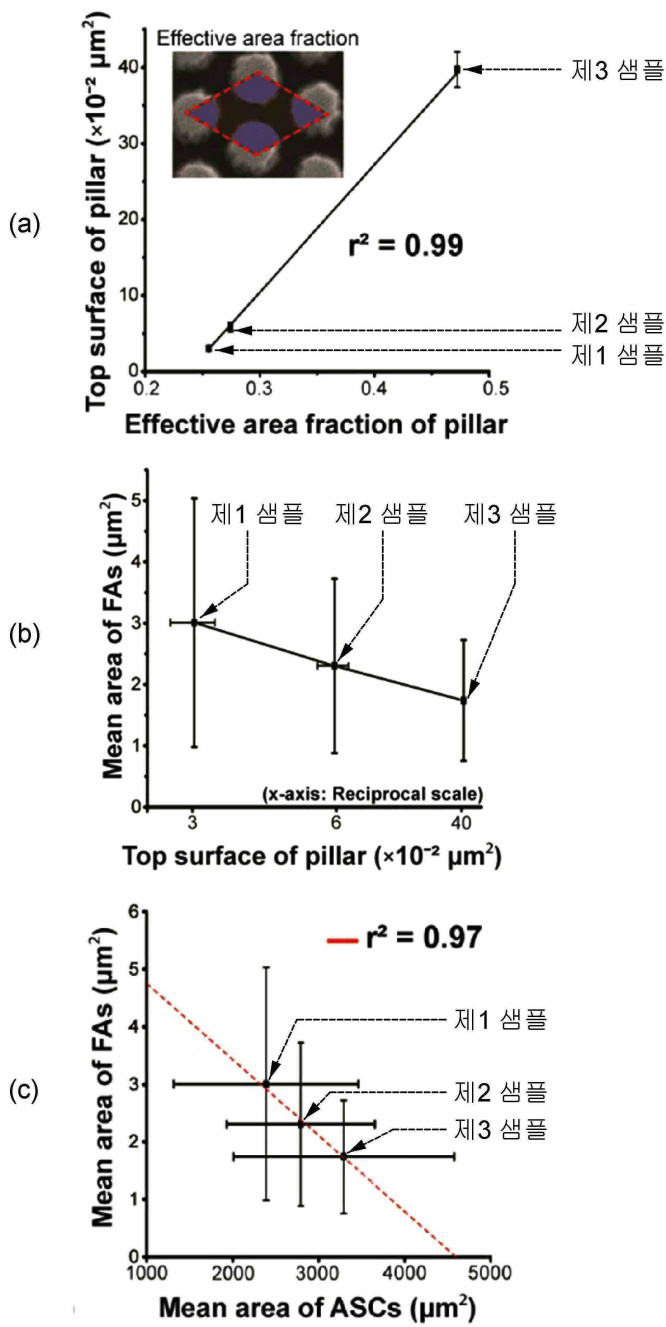 (a)
Effective area fraction
Top surface of pillar (×10⁻² μm²)
40
30
20
10
0
r² = 0.99
제3 샘플
제2 샘플
제1 샘플
0.2
0.3
0.4
0.5
Effective area fraction of pillar
(b)
Mean area of FAs (μm²)
5
4
3
2
1
0
제1 샘플
제2 샘플
제3 샘플
(x-axis: Reciprocal scale)
3
6
40
Top surface of pillar (×10⁻² μm²)
(c)
Mean area of FAs (μm²)
6
5
4
3
2
1
0
r² = 0.97
제1 샘플
제2 샘플
제3 샘플
1000
2000
3000
4000
5000
Mean area of ASCs (μm²)